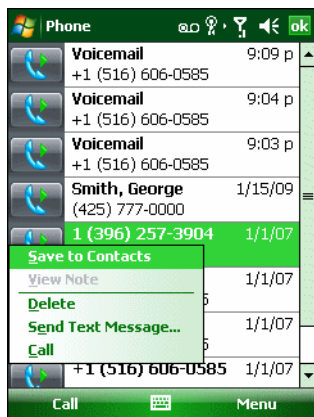 Phone ok
Voicemail 9:09 p
+1 (516) 606-0585
Voicemail 9:04 p
+1 (516) 606-0585
Voicemail 9:03 p
+1 (516) 606-0585
Smith, George 1/15/09
(425) 777-0000
1 (396) 257-3904 1/1/07
Save to Contacts
View Note 1/1/07
Delete
Send Text Message... 1/1/07
Call
+1 (516) 606-0585 1/1/07
Call Menu